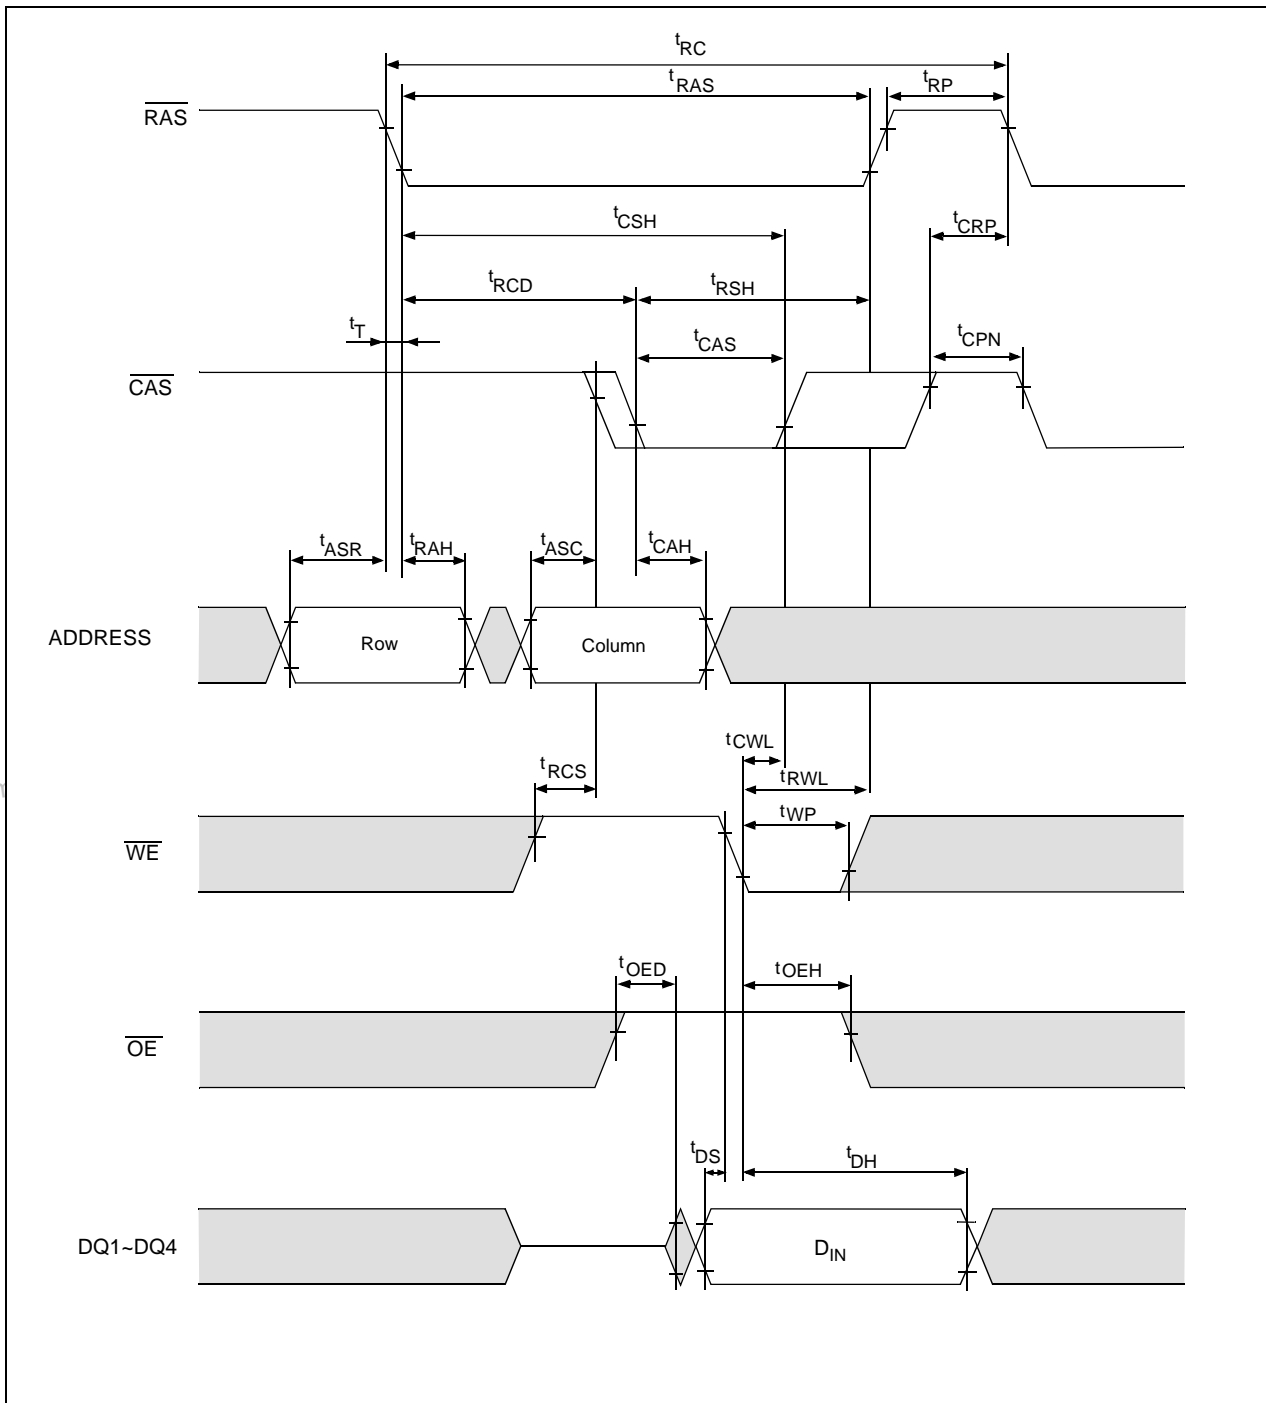 tRC
tRAS
tRP
RAS
tCSH
tCRP
tRCD
tRSH
tT
tCAS
tCPN
CAS
tASR
tRAH
tASC
tCAH
ADDRESS
Row
Column
tCWL
tRCS
tRWL
tWP
WE
tOED
tOEH
OE
tDS
tDH
DQ1~DQ4
DIN